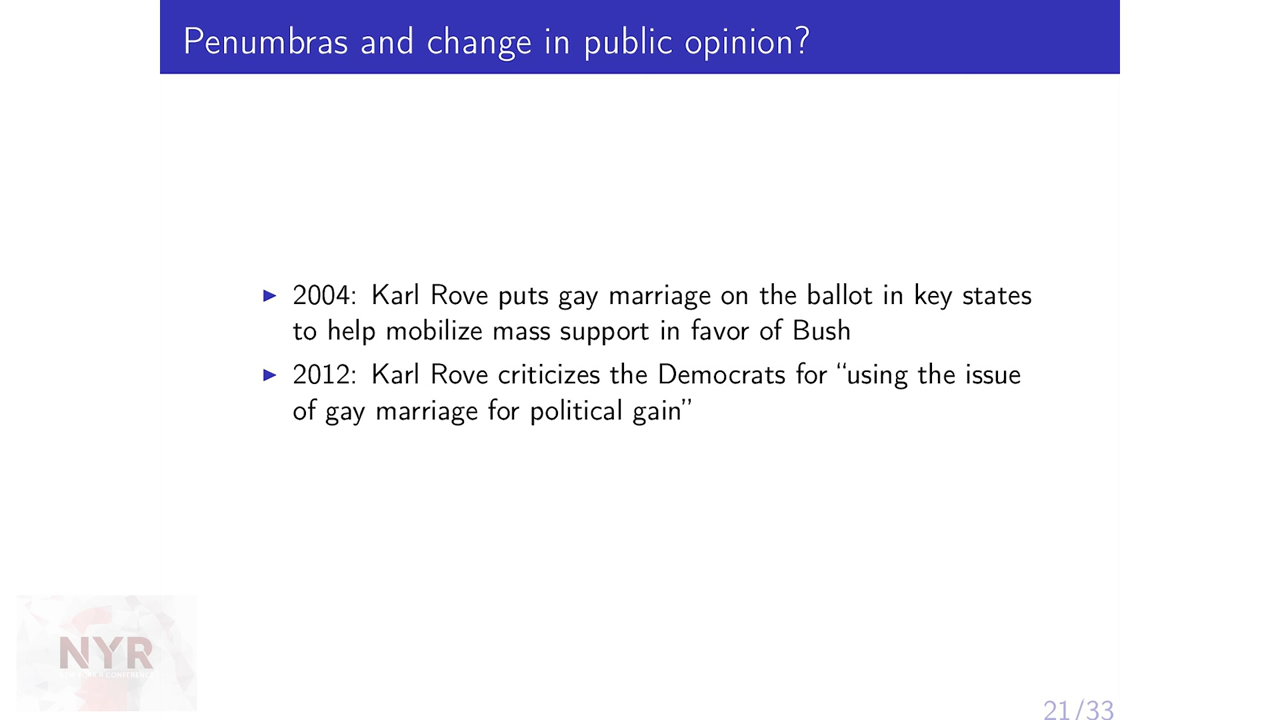 Penumbras and change in public opinion?
▶ 2004: Karl Rove puts gay marriage on the ballot in key states
to help mobilize mass support in favor of Bush
▶ 2012: Karl Rove criticizes the Democrats for “using the issue
of gay marriage for political gain”
NYR
21/33